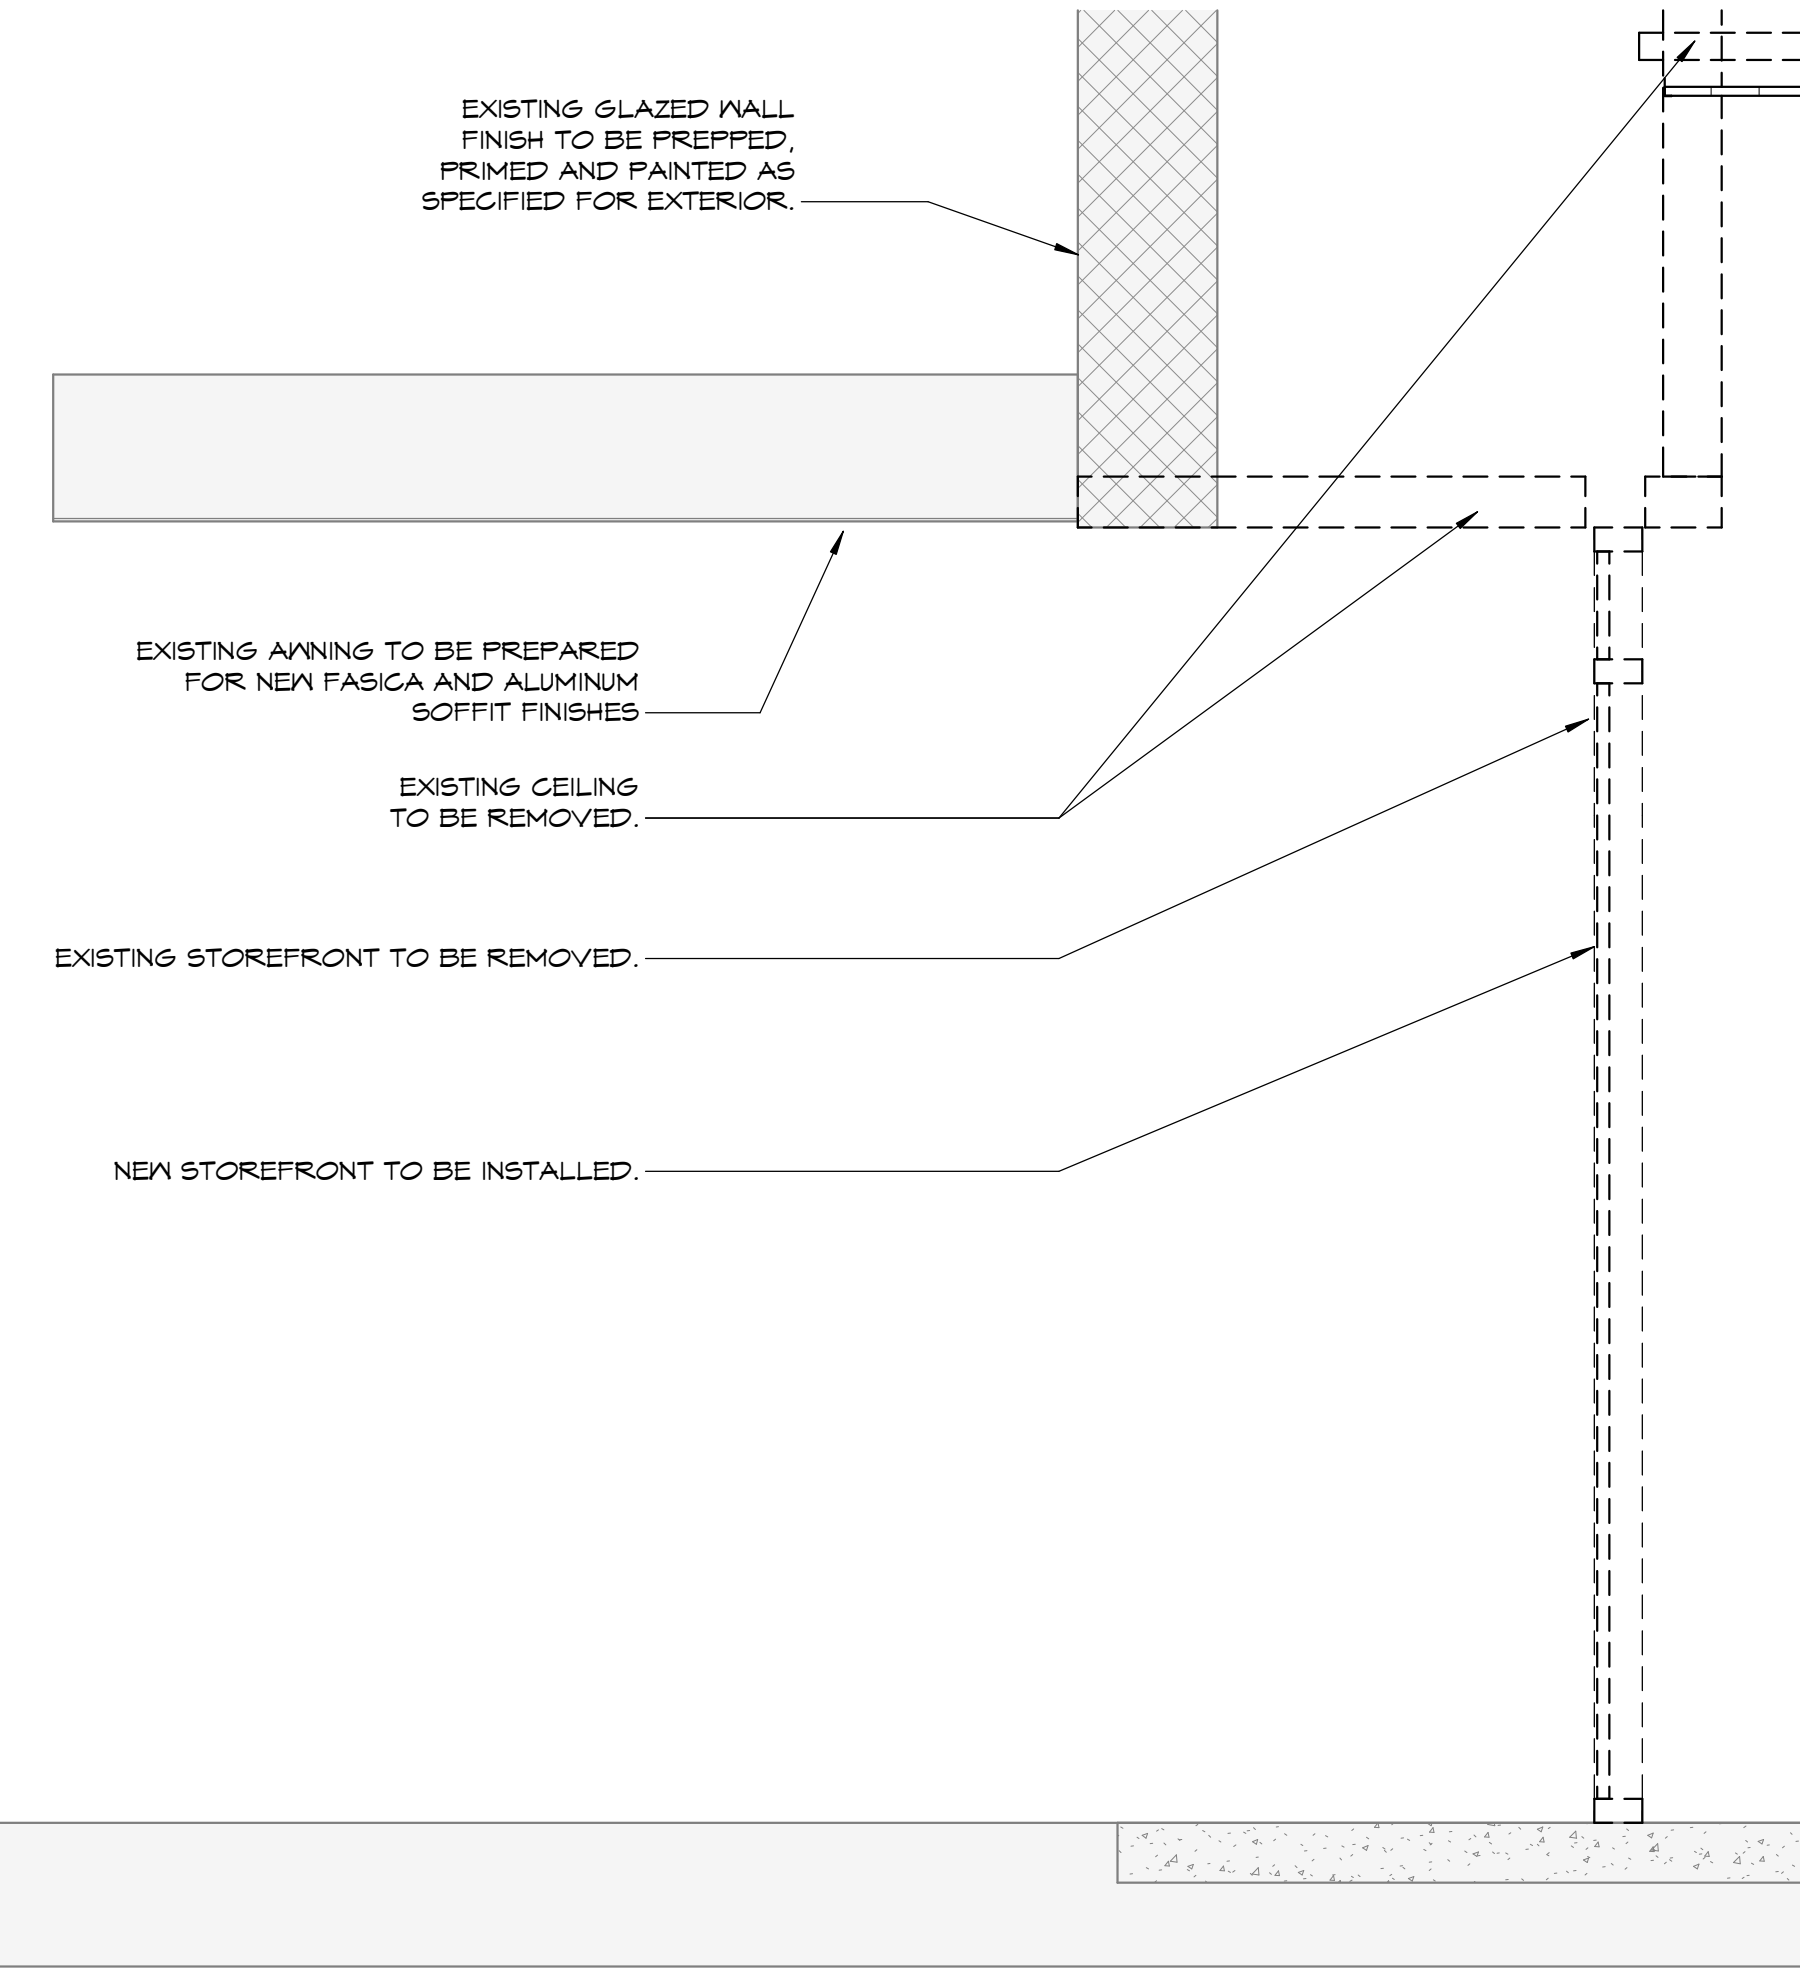 EXISTING GLAZED WALL
FINISH TO BE PREPPED,
PRIMED AND PAINTED AS
SPECIFIED FOR EXTERIOR.
EXISTING AWNING TO BE PREPARED
FOR NEW FASICA AND ALUMINUM
SOFFIT FINISHES
EXISTING CEILING
TO BE REMOVED.
EXISTING STOREFRONT TO BE REMOVED.
NEW STOREFRONT TO BE INSTALLED.